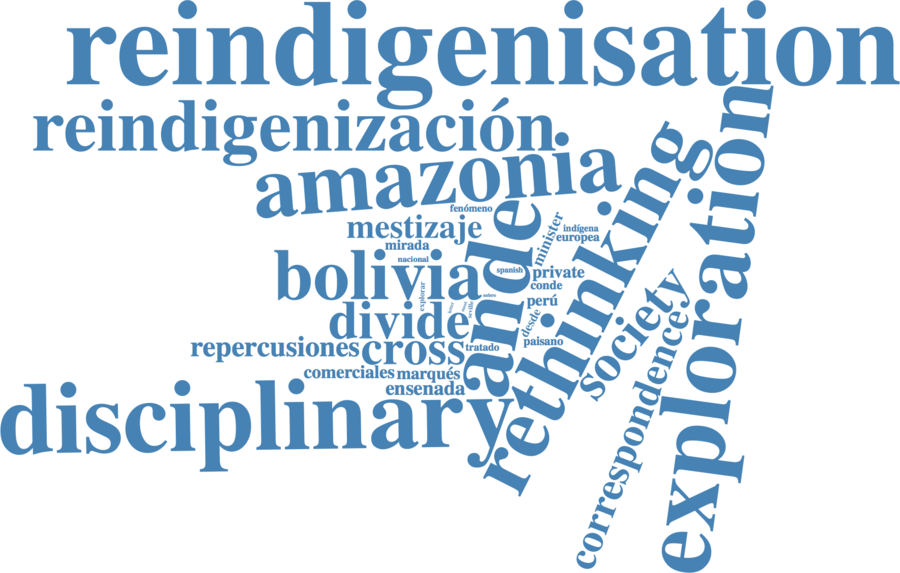 reindigenisation
reindigenización
amazonia
fenómeno
mestizaje
mirada
nacional
bolivia
explorar
divide
repercusiones
cross
tratado
comerciales
marqués
ensenada
disciplinary
ande
spanish
sobre
seville
minister
indígena
europea
private
conde
perú
desde
paisano
rethinking
society
correspondence
exploration